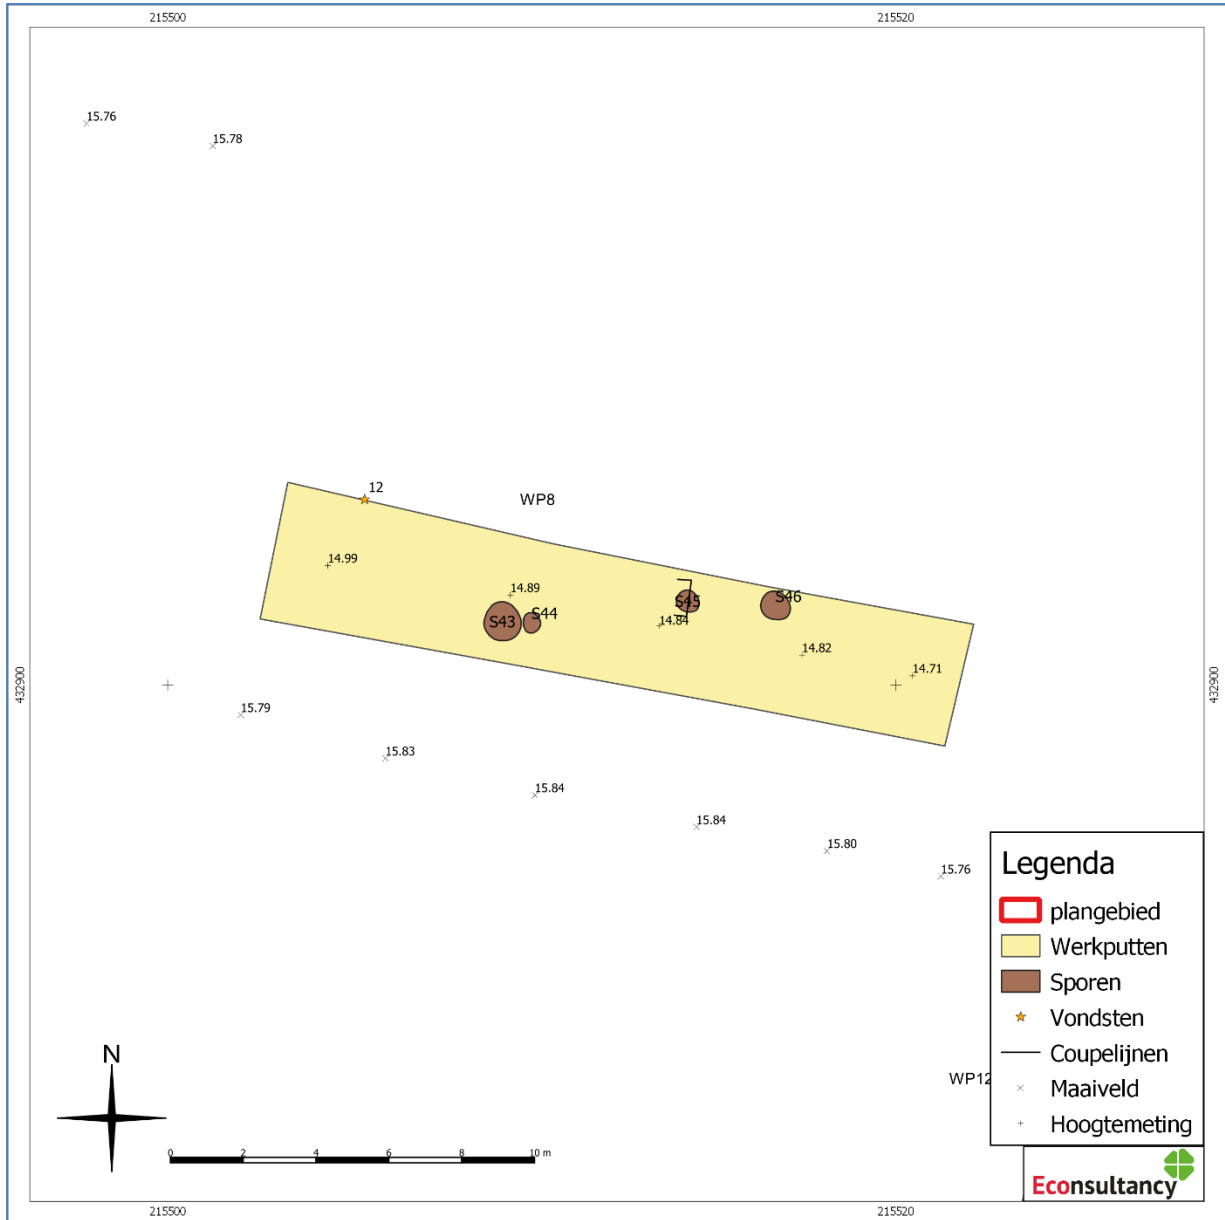 215500
215520
15.76
15.78
12
WP8
14.99
14.89
S43
S44
S45
14.84
S46
14.82
14.71
432900
432900
15.79
15.83
15.84
15.84
15.80
15.76
Legenda
plangebied
Werkputten
Sporen
Vondsten
Coupelijnen
Maaiveld
Hoogtemeting
WP12
N
0 2 4 6 8 10 m
Econsultancy
215500
215520